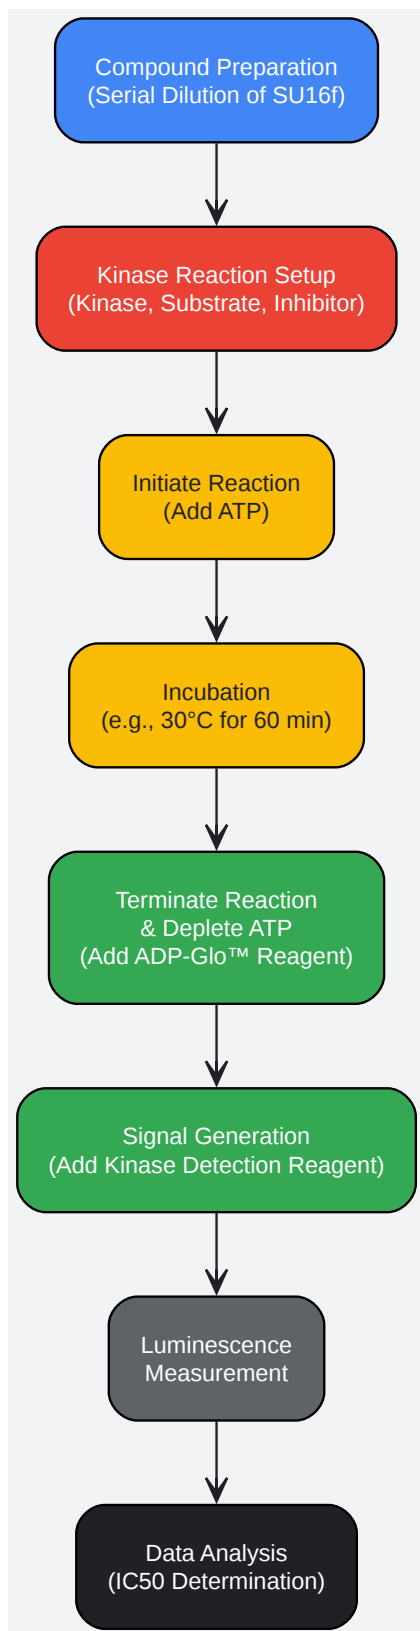 Compound Preparation
(Serial Dilution of SU16f)
Kinase Reaction Setup
(Kinase, Substrate, Inhibitor)
Initiate Reaction
(Add ATP)
Incubation
(e.g., 30°C for 60 min)
Terminate Reaction
& Deplete ATP
(Add ADP-Glo™ Reagent)
Signal Generation
(Add Kinase Detection Reagent)
Luminescence
Measurement
Data Analysis
(IC50 Determination)